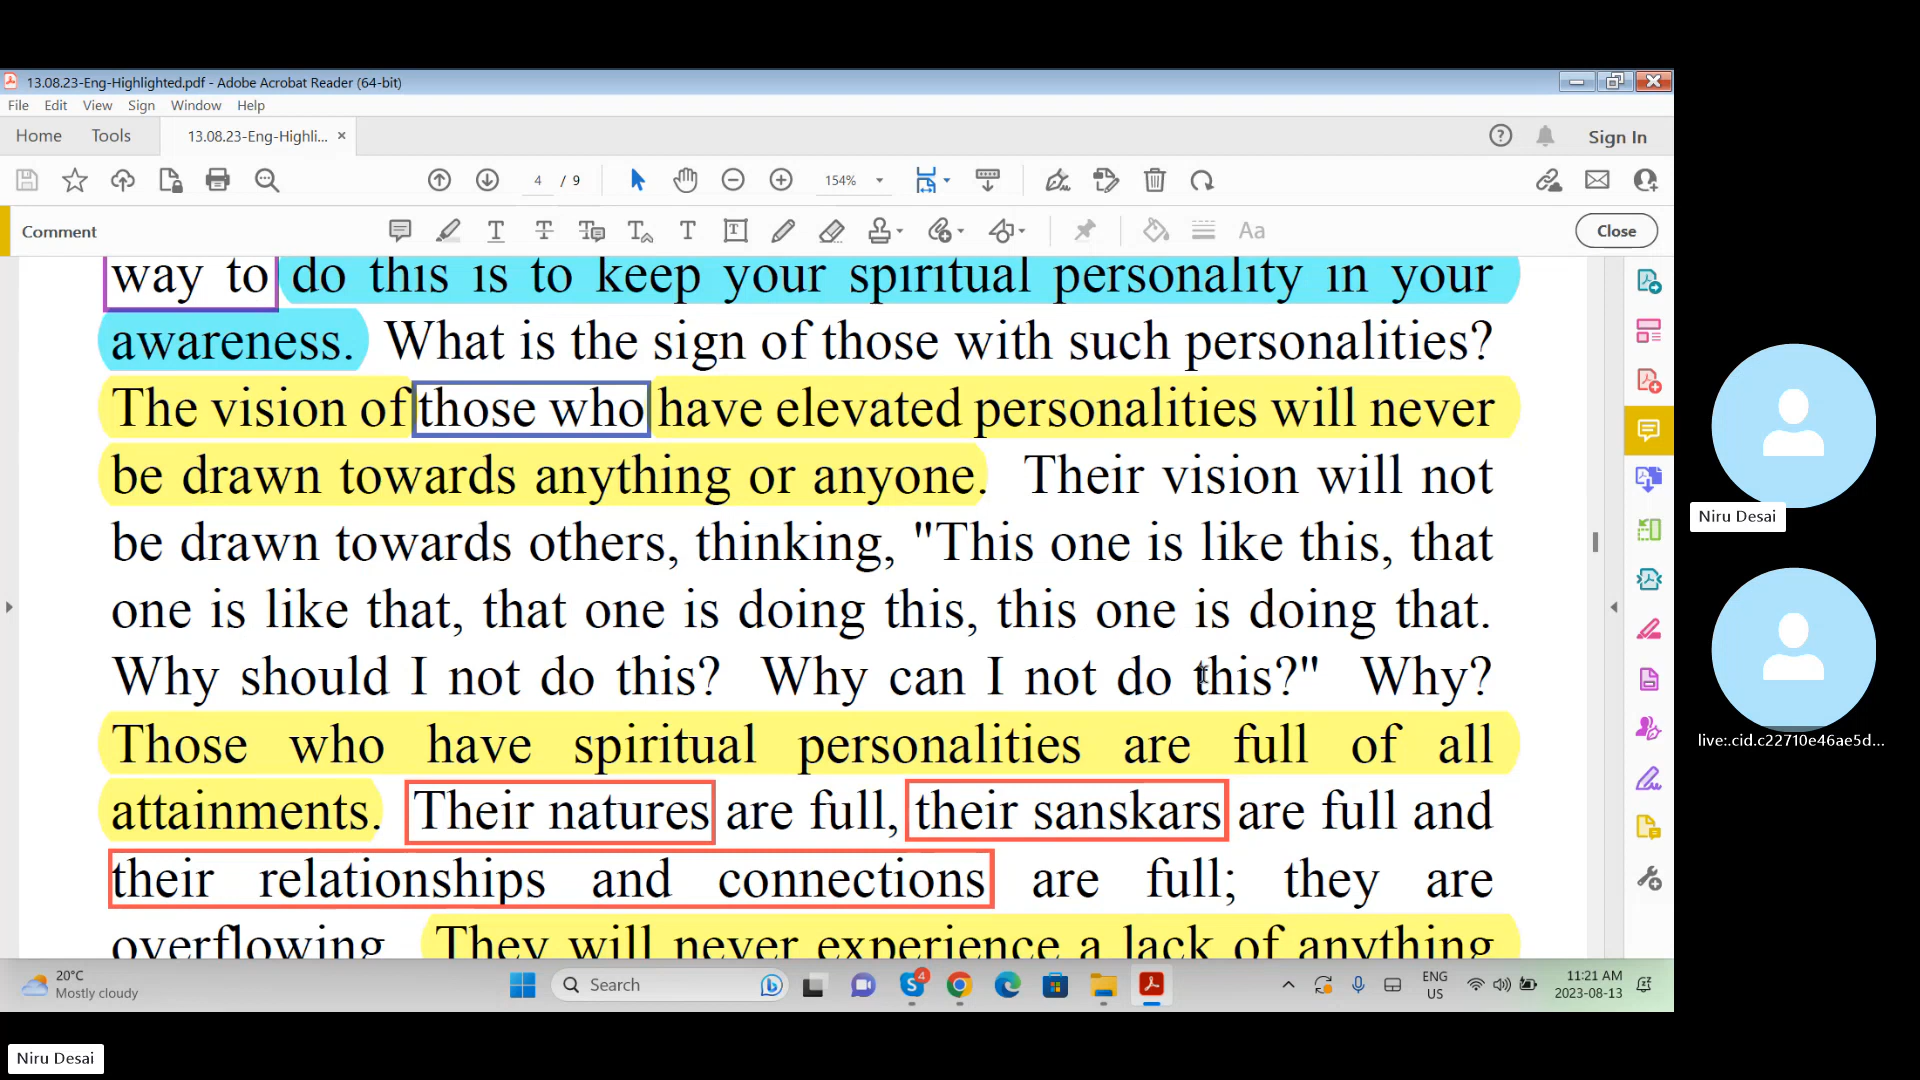 13.08.23-Eng-Highlighted.pdf - Adobe Acrobat Reader (64-bit)
File Edit View Sign Window Help
Home Tools 13.08.23-Eng-Highli... × Sign In
4 / 9 154%
Comment Close
way to do this is to keep your spiritual personality in your
awareness. What is the sign of those with such personalities?
The vision of those who have elevated personalities will never
be drawn towards anything or anyone. Their vision will not
be drawn towards others, thinking, "This one is like this, that
one is like that, that one is doing this, this one is doing that.
Why should I not do this? Why can I not do this?" Why?
Those who have spiritual personalities are full of all
attainments. Their natures are full, their sanskars are full and
their relationships and connections are full; they are
overflowing. They will never experience a lack of anything
Niru Desai
live:.cid.c22710e46ae5d...
20°C
Mostly cloudy
Search
4
ENG
US
11:21 AM
2023-08-13
Niru Desai